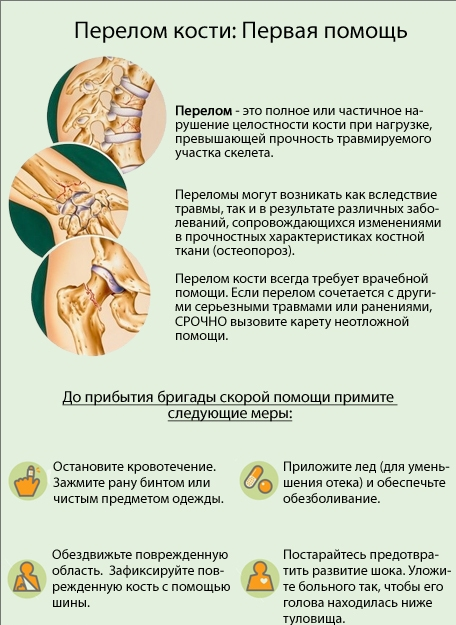 Перелом кости: Первая помощь
Перелом - это полное или частичное на-
рушение целостности кости при нагрузке,
превышающей прочность травмируемого
участка скелета.
Переломы могут возникать как вследствие
травмы, так и в результате различных забо-
леваний, сопровождающихся изменениями
в прочностных характеристиках костной
ткани (остеопороз).
Перелом кости всегда требует врачебной
помощи. Если перелом сочетается с други-
ми серьезными травмами или ранениями,
СРОЧНО вызовите карету неотложной
помощи.
До прибытия бригады скорой помощи примите
следующие меры:
Остановите кровотечение.
Зажмите рану бинтом или
чистым предметом одежды.
Приложите лед (для умень-
шения отека) и обеспечьте
обезболивание.
Обездвижьте поврежденную
область. Зафиксируйте пов-
режденную кость с помощью
шины.
Постарайтесь предотвра-
тить развитие шока. Уложи-
те больного так, чтобы его
голова находилась ниже
туловища.